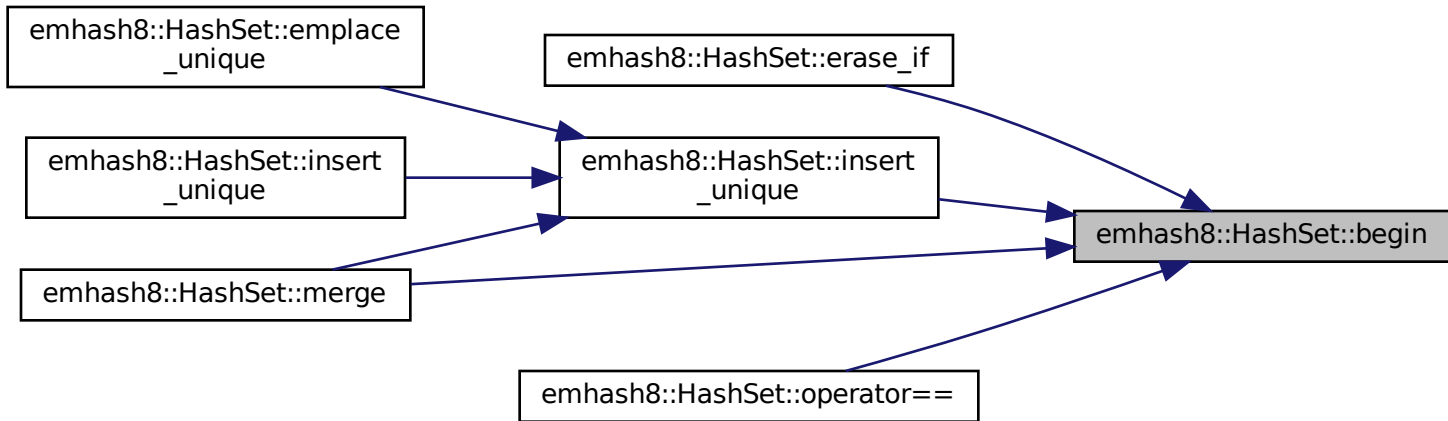 emhash8::HashSet::emplace
_unique
emhash8::HashSet::erase_if
emhash8::HashSet::insert
_unique
emhash8::HashSet::insert
_unique
emhash8::HashSet::begin
emhash8::HashSet::merge
emhash8::HashSet::operator==